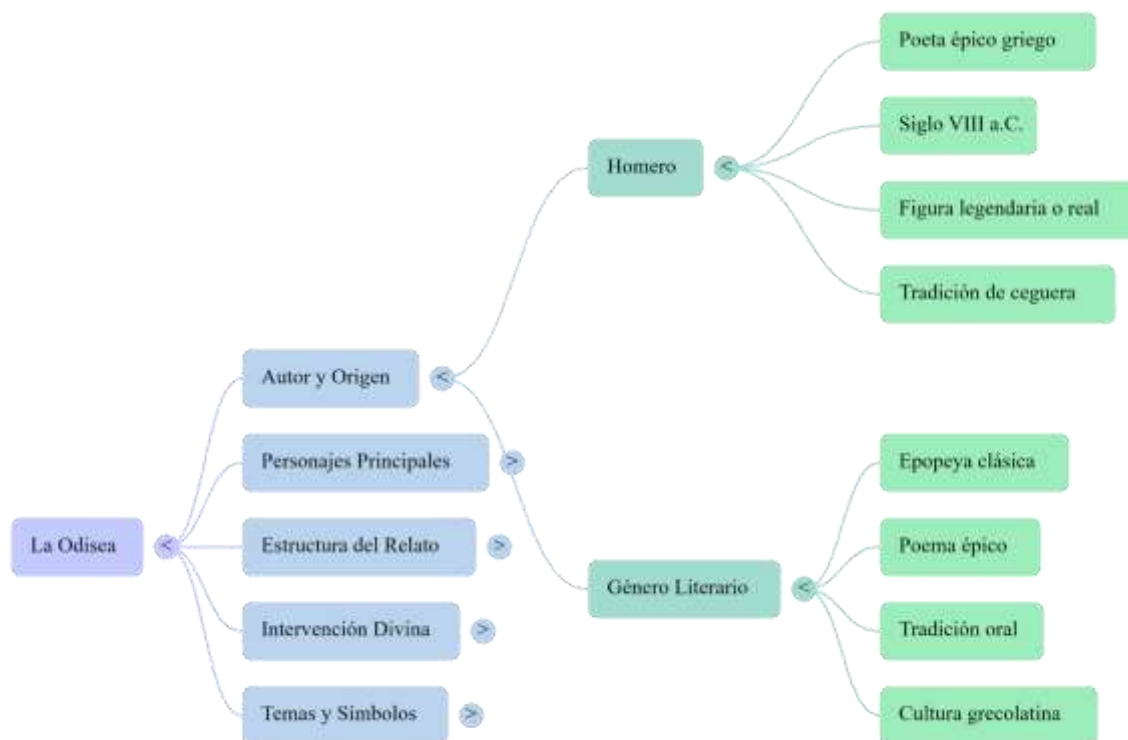 La Odisea
Autor y Origen
Personajes Principales
Estructura del Relato
Intervención Divina
Temas y Símbolos
Homero
Poeta épico griego
Siglo VIII a.C.
Figura legendaria o real
Tradición de ceguera
Género Literario
Epopeya clásica
Poema épico
Tradición oral
Cultura grecolatina